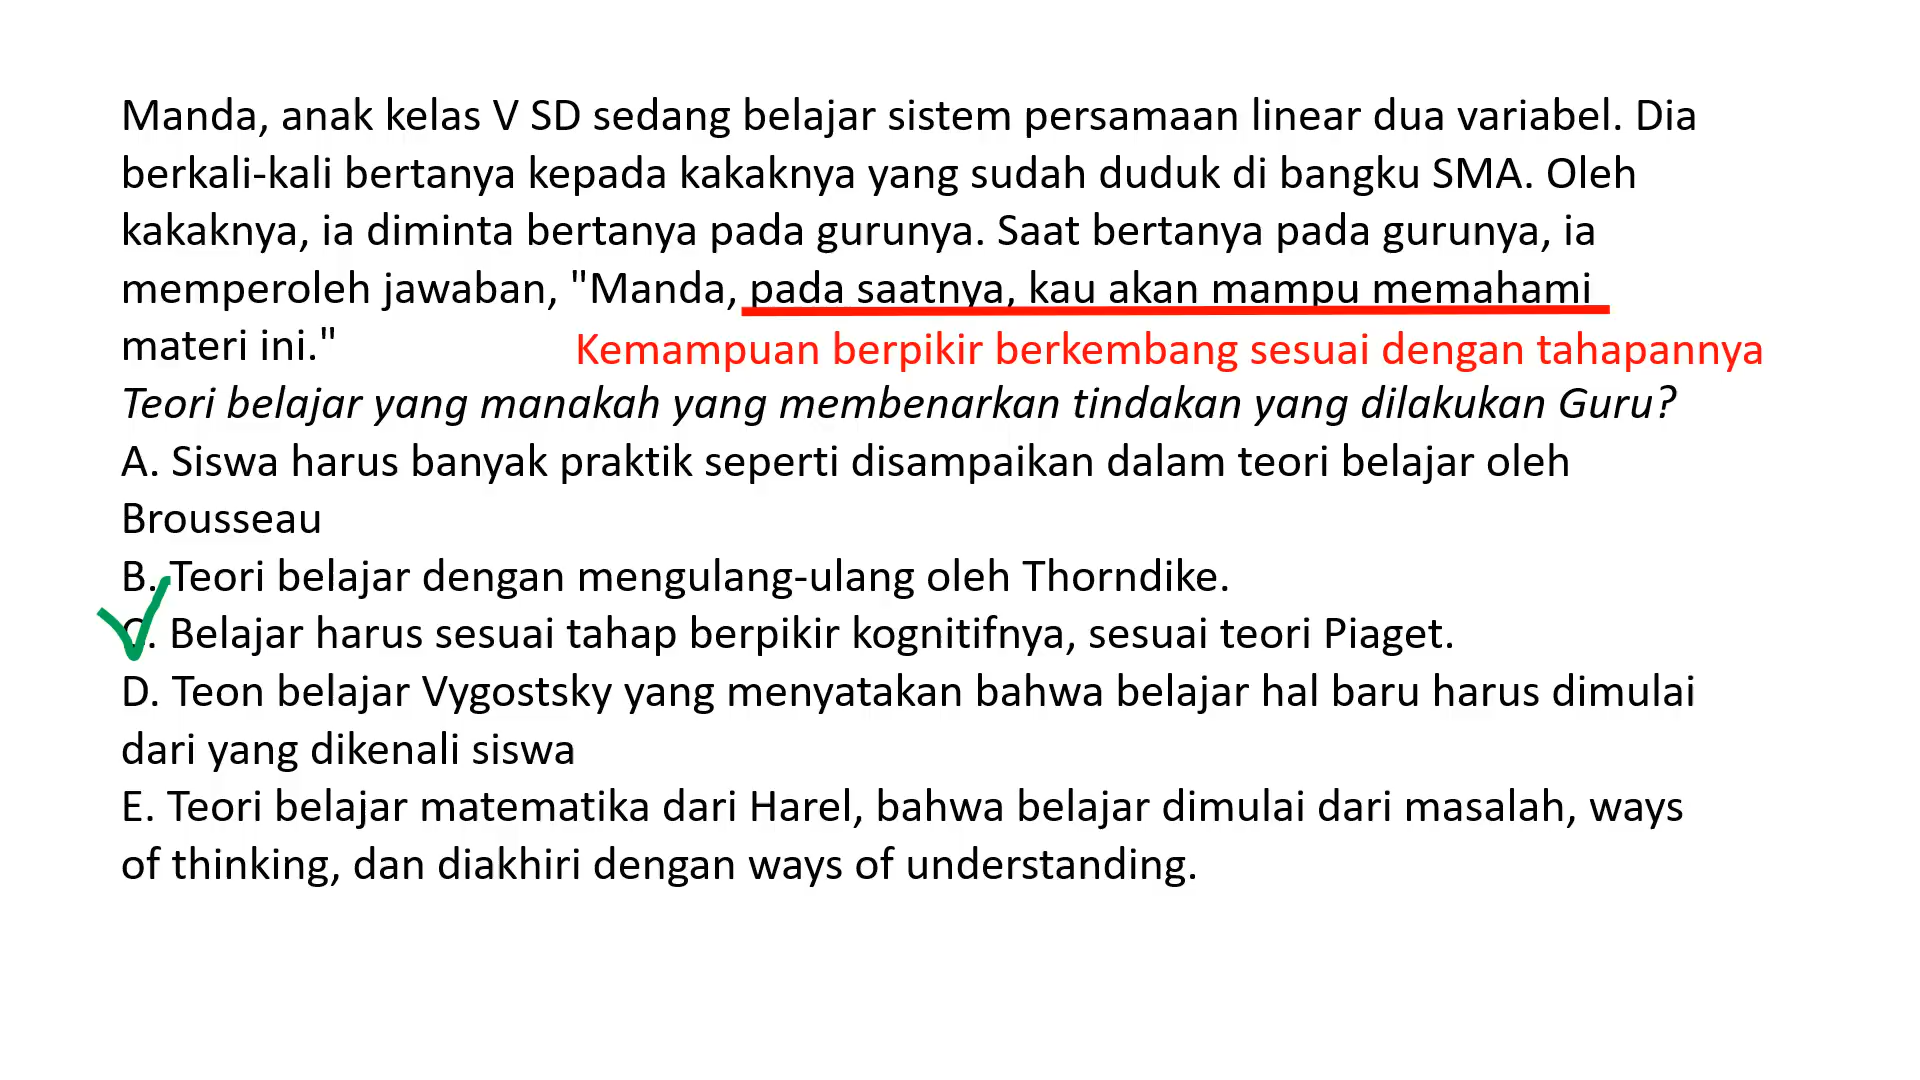 Manda, anak kelas V SD sedang belajar sistem persamaan linear dua variabel. Dia
berkali-kali bertanya kepada kakaknya yang sudah duduk di bangku SMA. Oleh
kakaknya, ia diminta bertanya pada gurunya. Saat bertanya pada gurunya, ia
memperoleh jawaban, "Manda, pada saatnya, kau akan mampu memahami
materi ini."
Kemampuan berpikir berkembang sesuai dengan tahapannya
Teori belajar yang manakah yang membenarkan tindakan yang dilakukan Guru?
A. Siswa harus banyak praktik seperti disampaikan dalam teori belajar oleh
Brousseau
B. Teori belajar dengan mengulang-ulang oleh Thorndike.
C. Belajar harus sesuai tahap berpikir kognitifnya, sesuai teori Piaget.
D. Teon belajar Vygostsky yang menyatakan bahwa belajar hal baru harus dimulai
dari yang dikenali siswa
E. Teori belajar matematika dari Harel, bahwa belajar dimulai dari masalah, ways
of thinking, dan diakhiri dengan ways of understanding.